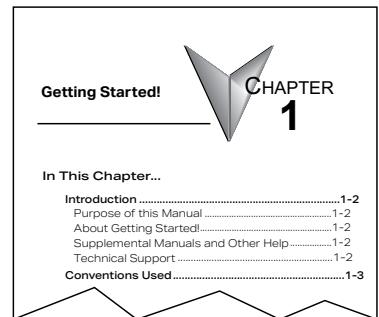 Getting Started!
CHAPTER
1
In This Chapter...
Introduction ...............................................................1-2
Purpose of this Manual ...............................................1-2
About Getting Started!................................................1-2
Supplemental Manuals and Other Help................1-2
Technical Support .......................................................1-2
Conventions Used.....................................................1-3